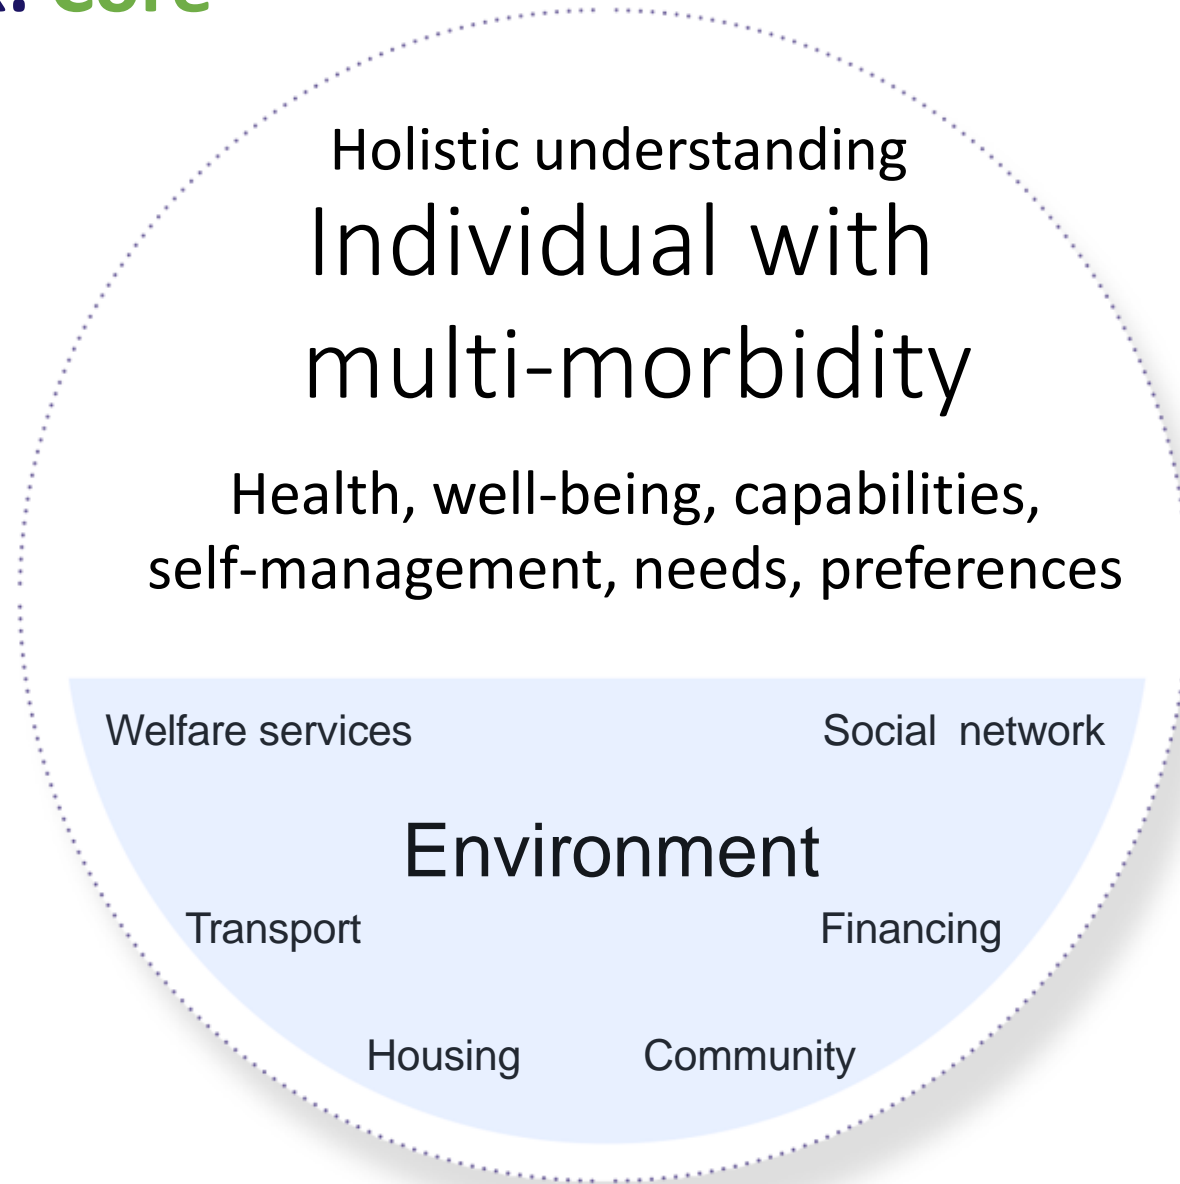 Core
Holistic understanding
Individual with
multi-morbidity
Health, well-being, capabilities,
self-management, needs, preferences
Welfare services
Social network
Environment
Transport
Financing
Housing
Community